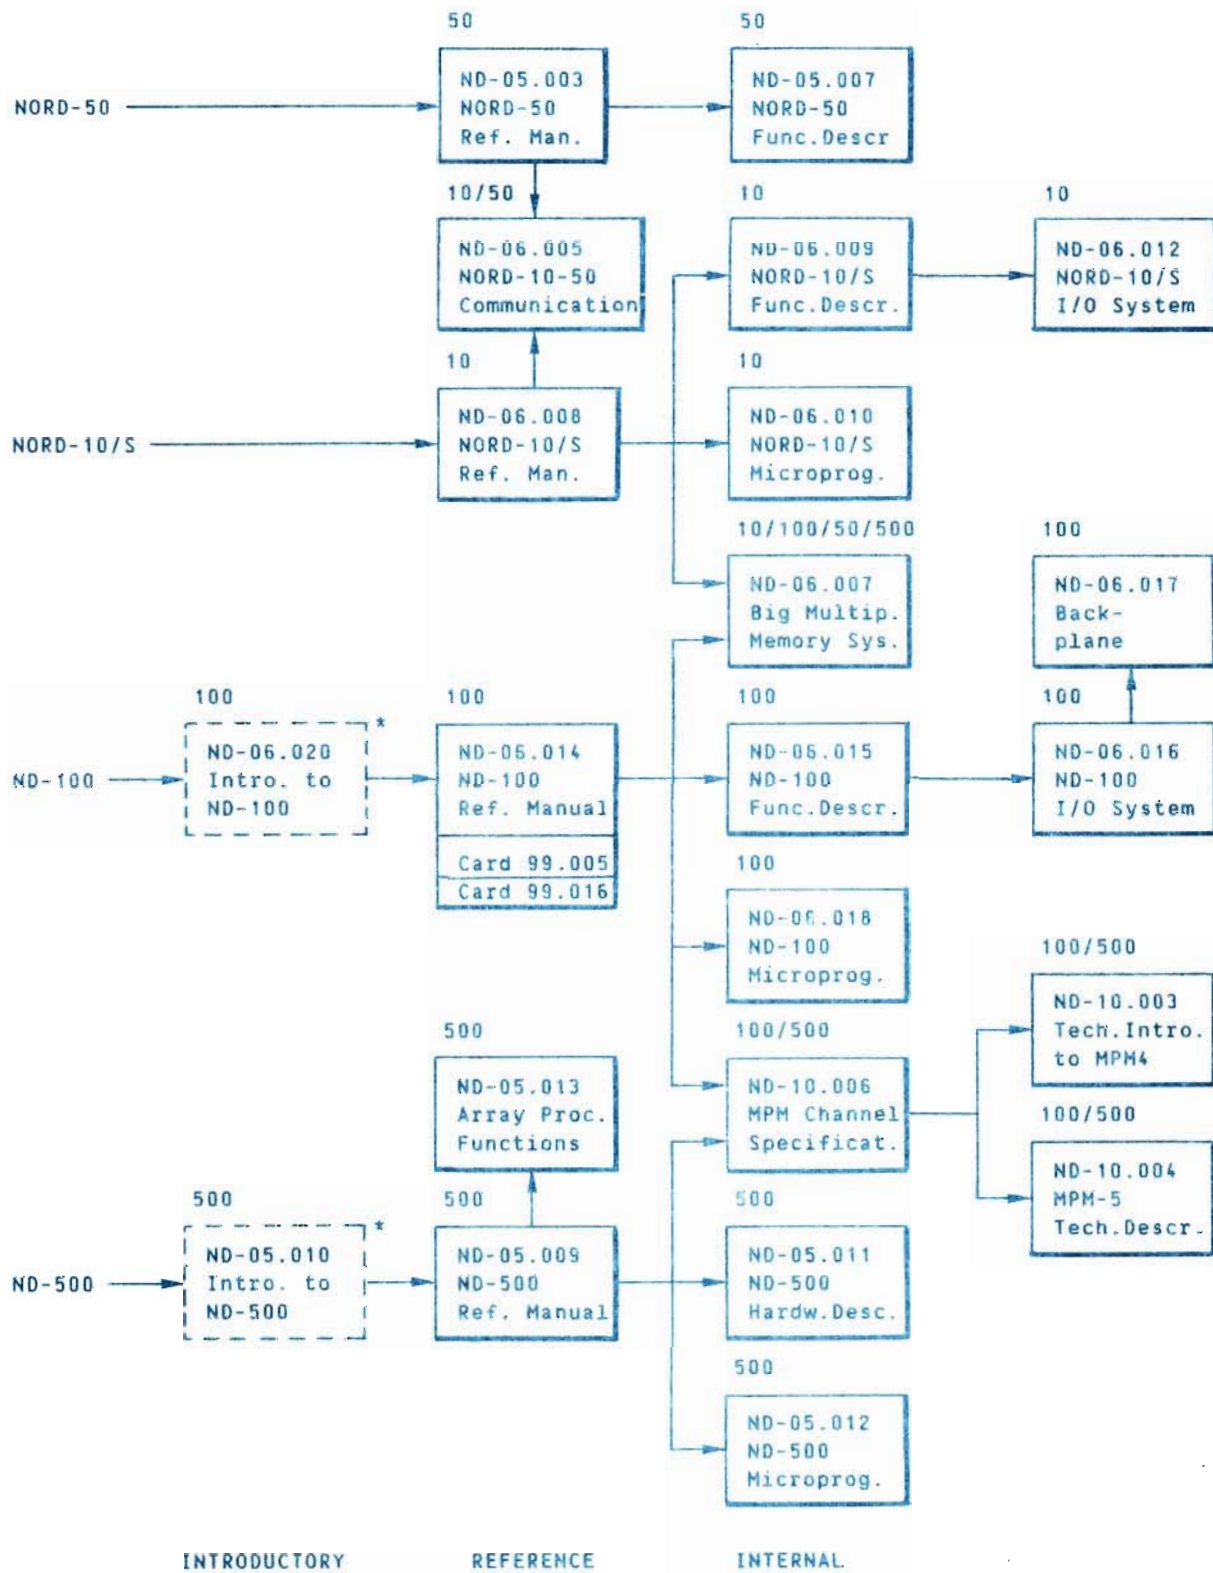 50
50
NORD-50
ND-05.003
NORD-50
Ref. Man.
ND-05.007
NORD-50
Func.Descr
10/50
10
10
ND-06.005
NORD-10-50
Communication
ND-06.009
NORD-10/S
Func.Descr.
ND-06.012
NORD-10/S
I/O System
10
10
NORD-10/S
ND-06.008
NORD-10/S
Ref. Man.
ND-06.010
NORD-10/S
Microprog.
10/100/50/500
100
ND-06.007
Big Multip.
Memory Sys.
ND-06.017
Back-
plane
100
100
100
100
ND-100
ND-06.020
Intro. to
ND-100
*
ND-06.014
ND-100
Ref. Manual
Card 99.005
Card 99.016
ND-06.015
ND-100
Func.Descr.
ND-06.016
ND-100
I/O System
100
ND-06.018
ND-100
Microprog.
100/500
ND-10.003
Tech.Intro.
to MPM4
500
100/500
ND-05.013
Array Proc.
Functions
ND-10.006
MPM Channel
Specificat.
100/500
ND-10.004
MPM-5
Tech.Descr.
500
500
500
ND-500
ND-05.010
Intro. to
ND-500
*
ND-05.009
ND-500
Ref. Manual
ND-05.011
ND-500
Hardw.Desc.
500
ND-05.012
ND-500
Microprog.
INTRODUCTORY
REFERENCE
INTERNAL